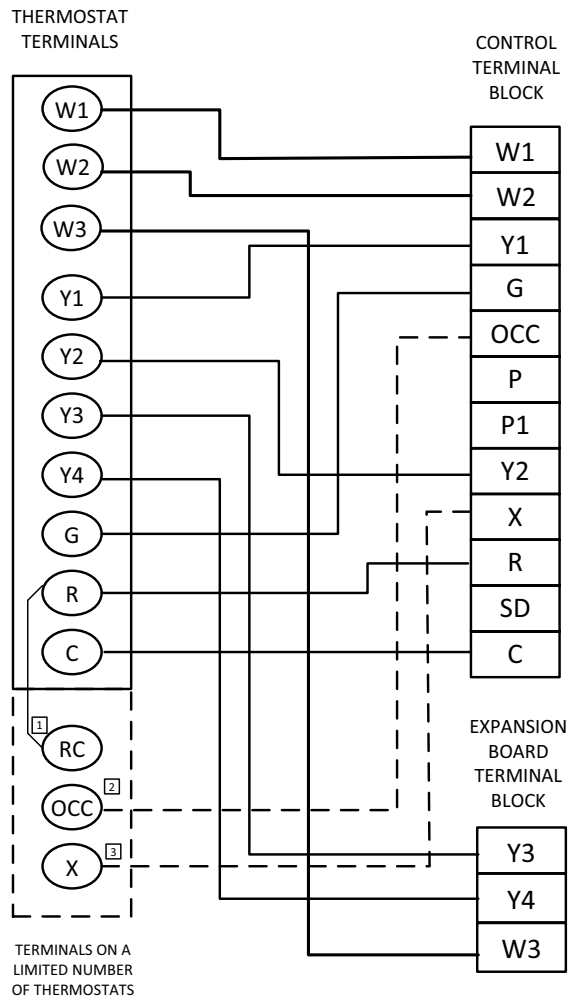 THERMOSTAT
TERMINALS
W1
W2
W3
Y1
Y2
Y3
Y4
G
R
C
1
RC
2
OCC
3
X
TERMINALS ON A
LIMITED NUMBER
OF THERMOSTATS
CONTROL
TERMINAL
BLOCK
W1
W2
Y1
G
OCC
P
P1
Y2
X
R
SD
C
EXPANSION
BOARD
TERMINAL
BLOCK
Y3
Y4
W3